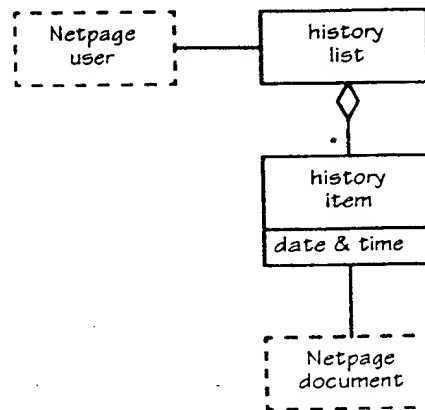 Netpage
user
history
list
*
history
item
date & time
Netpage
document